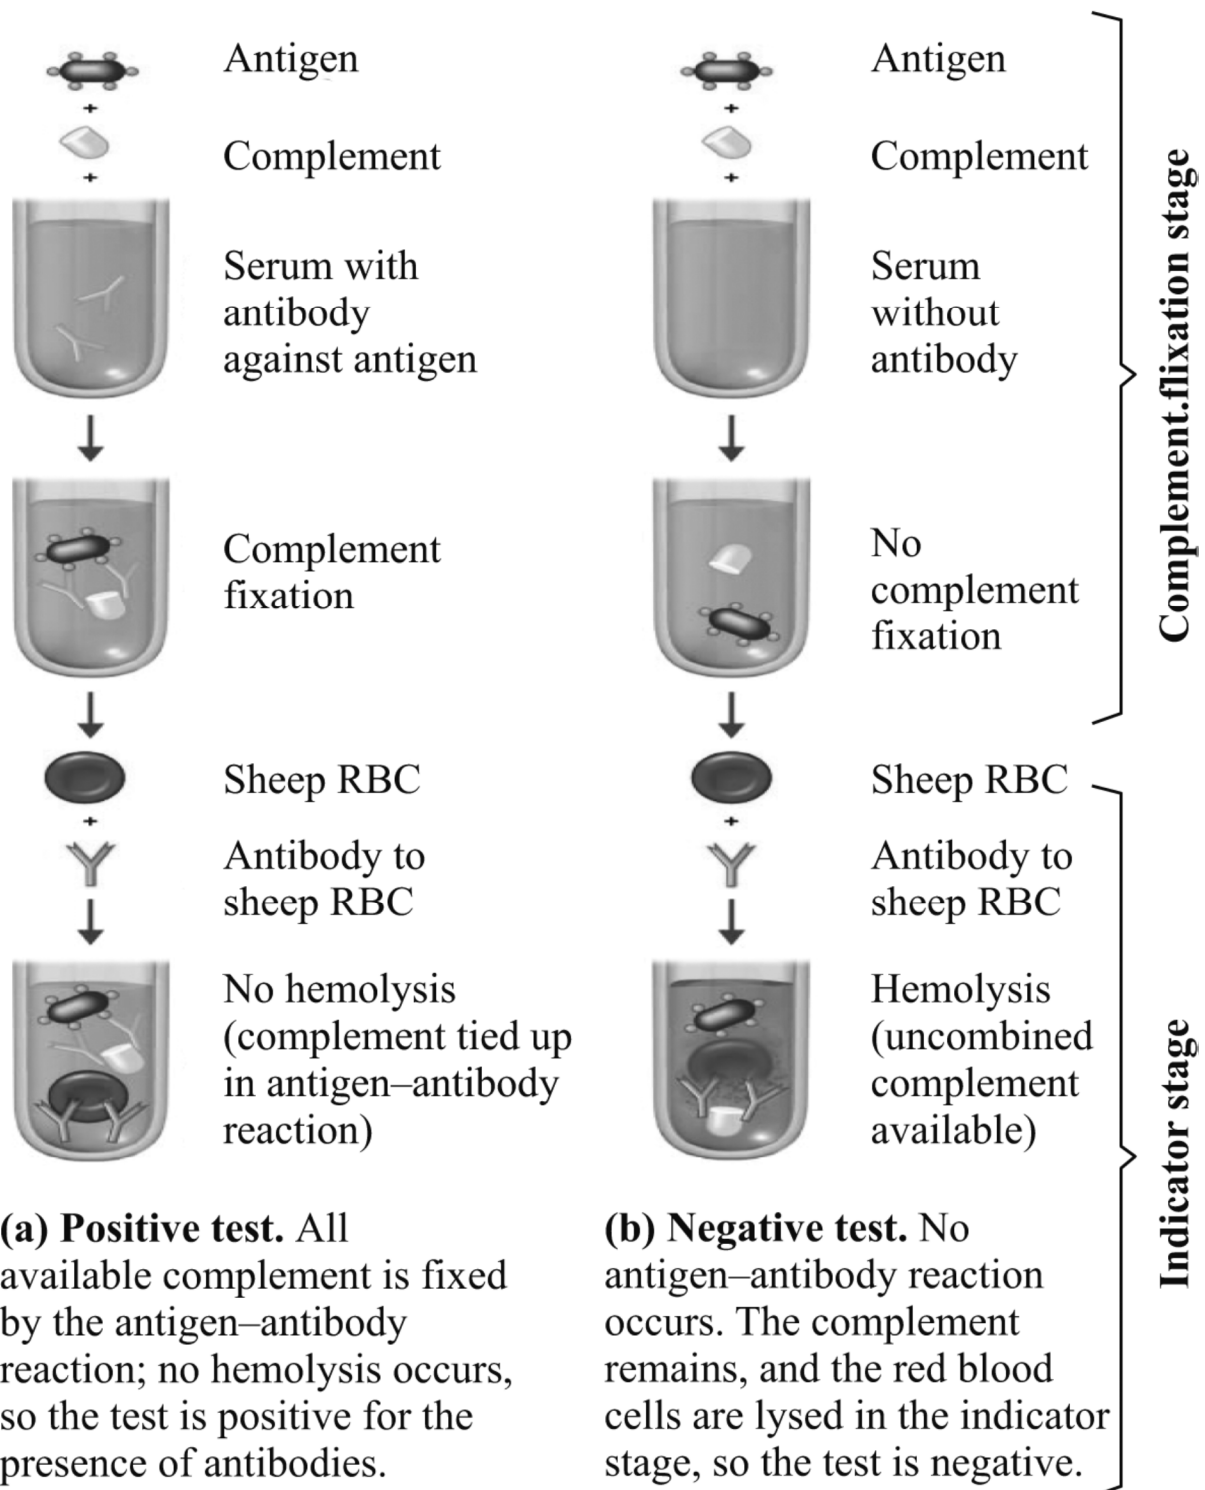 Antigen
+
Complement
+
Serum with
antibody
against antigen
Complement
fixation
Sheep RBC
+
Antibody to
sheep RBC
No hemolysis
(complement tied up
in antigen–antibody
reaction)
(a) Positive test. All
available complement is fixed
by the antigen–antibody
reaction; no hemolysis occurs,
so the test is positive for the
presence of antibodies.
Antigen
+
Complement
+
Serum
without
antibody
No
complement
fixation
Sheep RBC
+
Antibody to
sheep RBC
Hemolysis
(uncombined
complement
available)
(b) Negative test. No
antigen–antibody reaction
occurs. The complement
remains, and the red blood
cells are lysed in the indicator
stage, so the test is negative.
Complement.flixation stage
Indicator stage